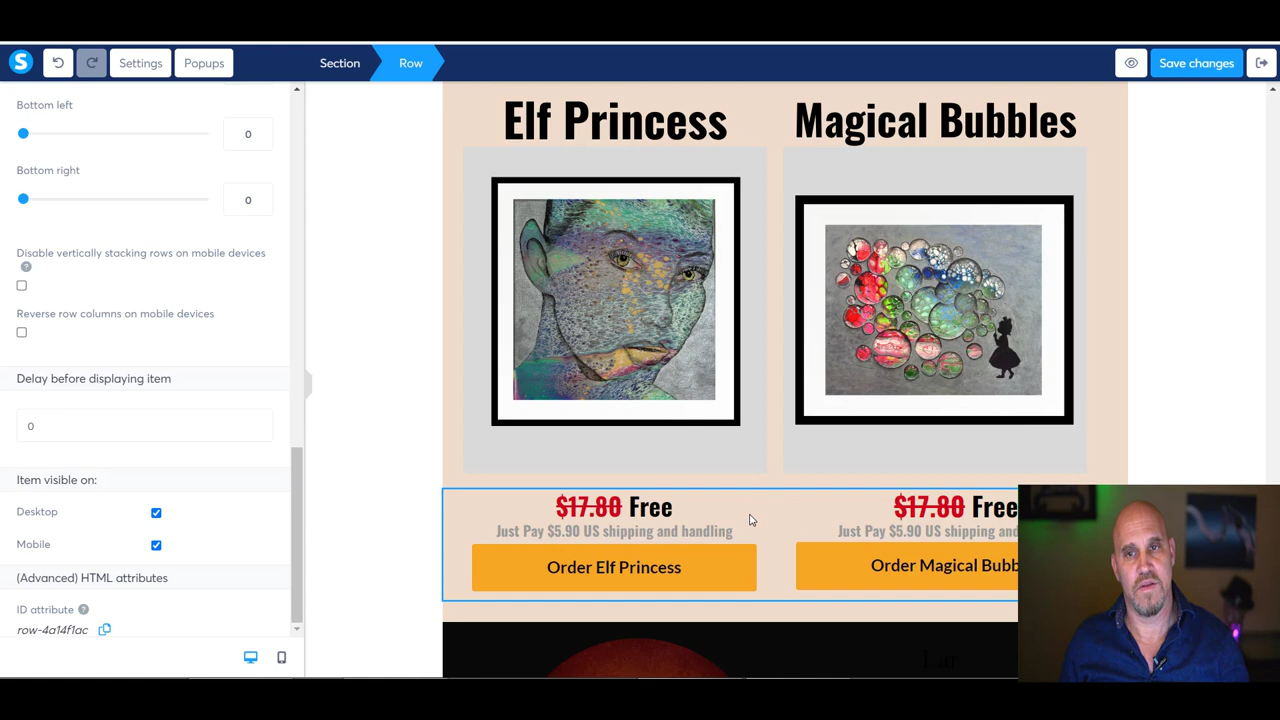 S Settings Popups Section Row Save changes
Bottom left
0
Bottom right
0
Disable vertically stacking rows on mobile devices
?
Reverse row columns on mobile devices
Delay before displaying item
0
Item visible on:
Desktop
Mobile
(Advanced) HTML attributes
ID attribute ?
row-4a14f1ac
Elf Princess
Magical Bubbles
$17.80 Free
Just Pay $5.90 US shipping and handling
Order Elf Princess
$17.80 Free
Just Pay $5.90 US shipping and
Order Magical Bubb